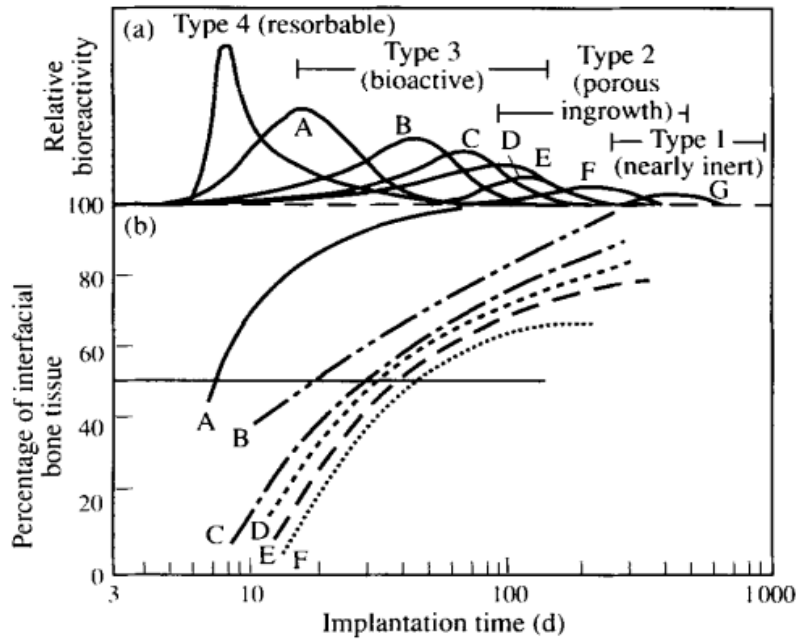 (a) Type 4 (resorbable)
Type 3
(bioactive)
Type 2
(porous
ingrowth)
Type 1
(nearly inert)
Relative
bioreactivity
A
B
C
D
E
F
G
100
(b)
80
60
40
20
0
Percentage of interfacial
bone tissue
A
B
C
D
E
F
3 10 100 1000
Implantation time (d)